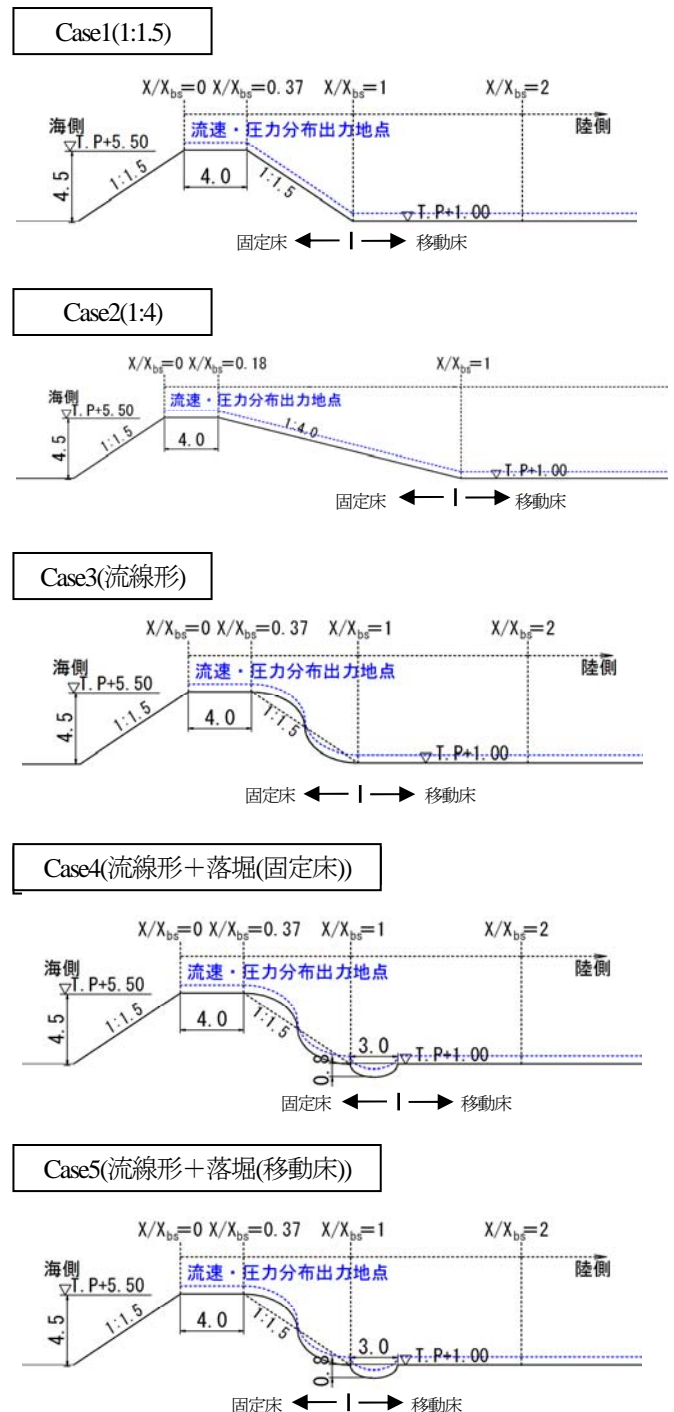 Case1(1:1.5)
X/Xbs=0 X/Xbs=0.37 X/Xbs=1 X/Xbs=2
海側 流速・圧力分布出力地点 陸側
T.P+5.50
4.5 1:1.5 4.0 1:1.5
T.P+1.00
固定床 移動床
Case2(1:4)
X/Xbs=0 X/Xbs=0.18 X/Xbs=1
海側 流速・圧力分布出力地点
T.P+5.50
4.5 1:1.5 4.0 1:4.0
T.P+1.00
固定床 移動床
Case3(流線形)
X/Xbs=0 X/Xbs=0.37 X/Xbs=1 X/Xbs=2
海側 流速・圧力分布出力地点 陸側
T.P+5.50
4.5 1:1.5 4.0 1:1.5
T.P+1.00
固定床 移動床
Case4(流線形+落堀(固定床))
X/Xbs=0 X/Xbs=0.37 X/Xbs=1 X/Xbs=2
海側 流速・圧力分布出力地点 陸側
T.P+5.50
4.5 1:1.5 4.0 1:1.5
0.8 3.0 T.P+1.00
固定床 移動床
Case5(流線形+落堀(移動床))
X/Xbs=0 X/Xbs=0.37 X/Xbs=1 X/Xbs=2
海側 流速・圧力分布出力地点 陸側
T.P+5.50
4.5 1:1.5 4.0 1:1.5
0.8 3.0 T.P+1.00
固定床 移動床